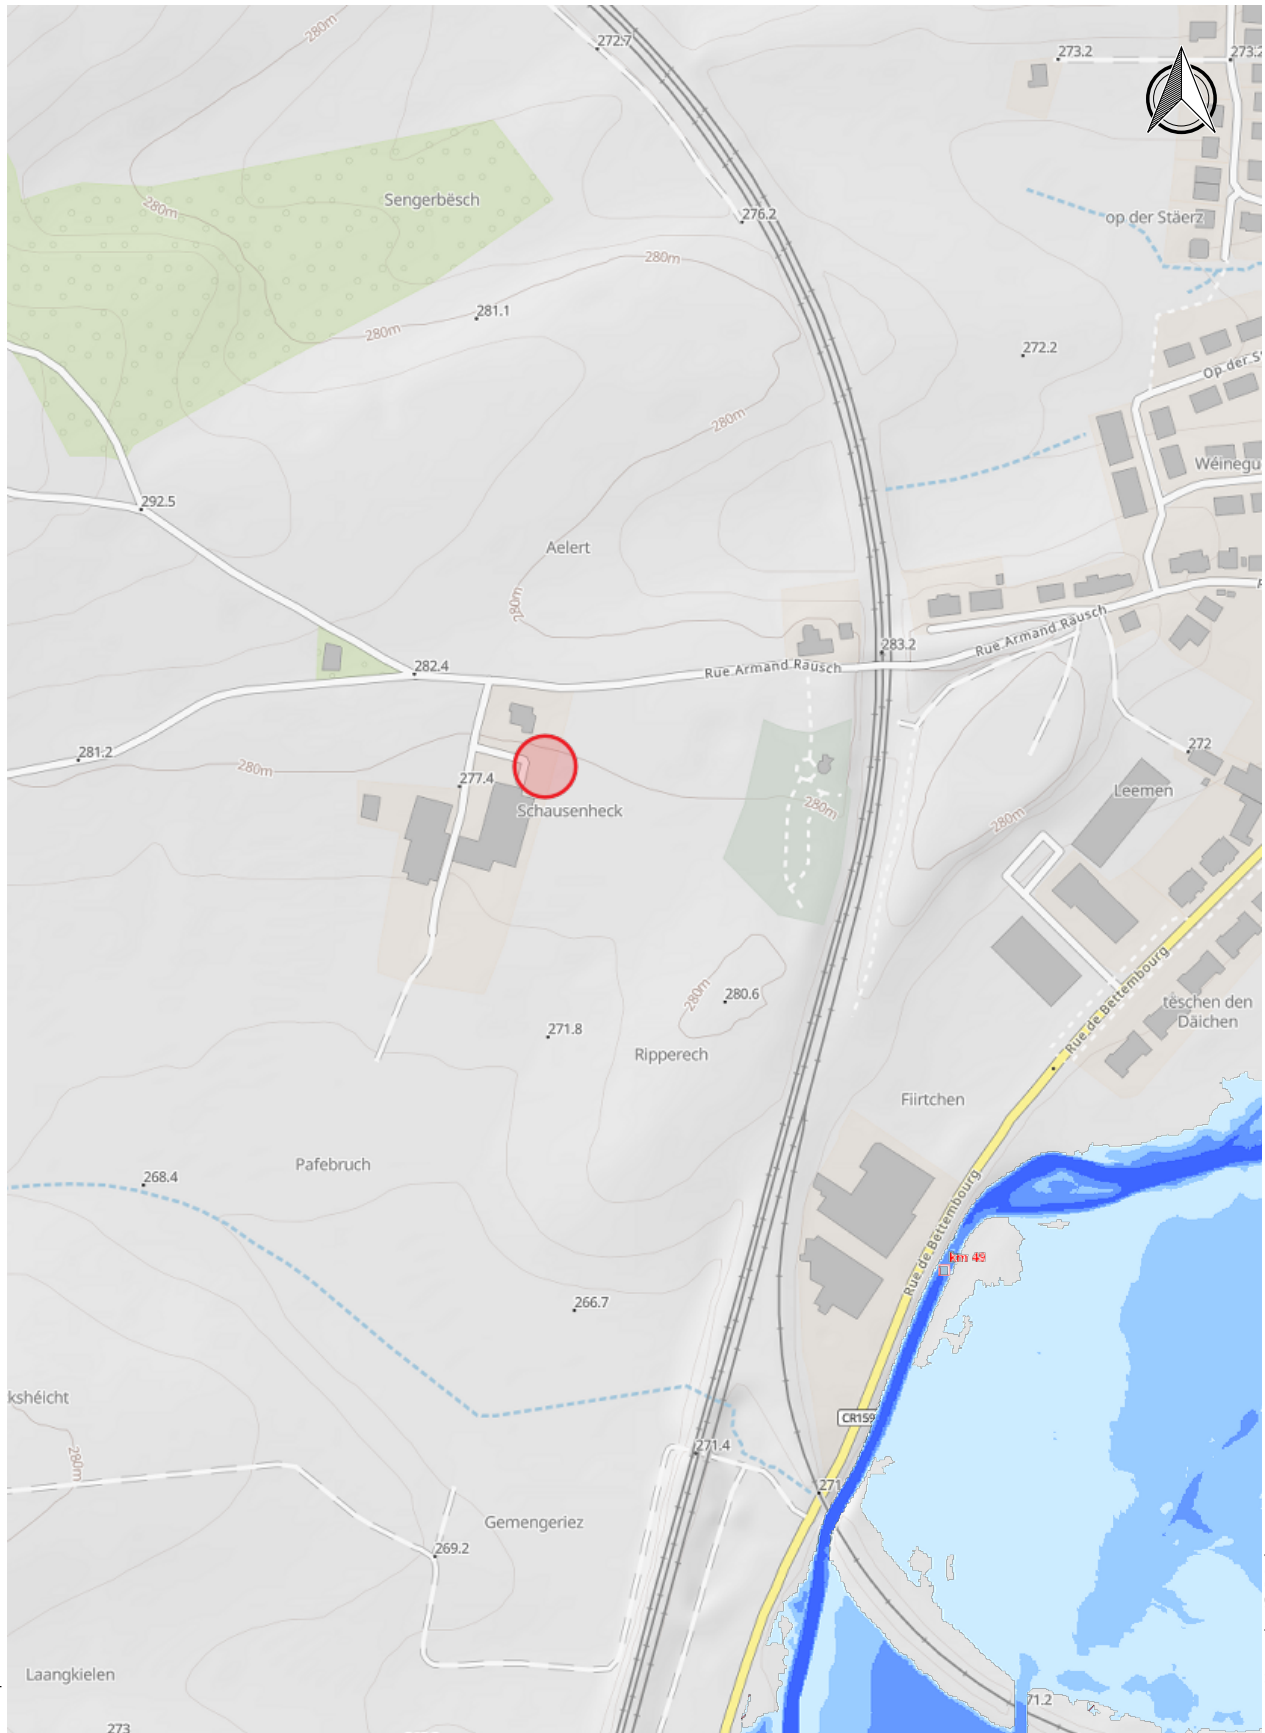 280m
272.7
273.2
273.2
Sengerbësch
280m
276.2
op der Stäerz
280m
281.1
280m
272.2
Op der S
280m
Wéinegu
292.5
Aelert
280m
Rue Armand Rausch
283.2
282.4
Rue Armand Rausch
281.2
280m
277.4
272
Leemen
Schausenheck
280m
280m
280.6
280m
Rue de Bettembourg
tëschen den
Däichen
271.8
Ripperech
Fiirtchen
Pafebruch
268.4
Rue de Bettembourg
km 49
266.7
kshéicht
CR159
280m
271.4
271
Gemengeriez
269.2
Laangkielen
71.2
273